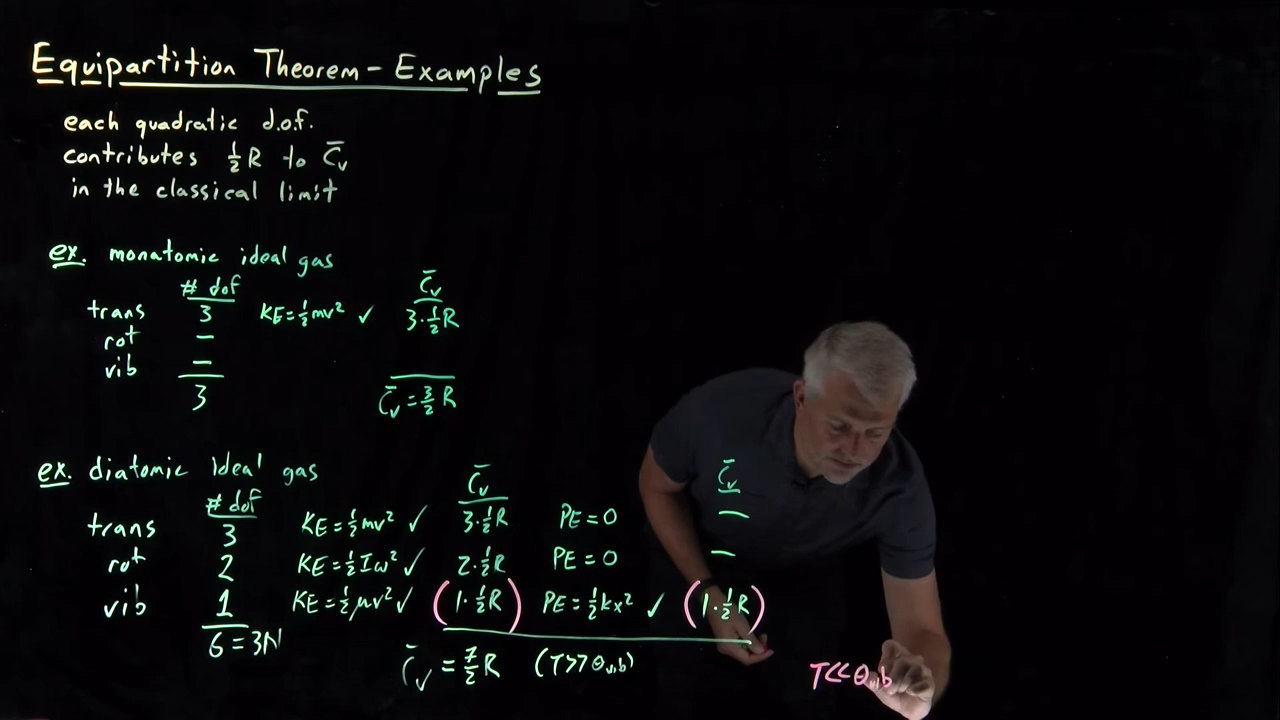 Equipartition Theorem - Examples
each quadratic d.o.f.
contributes ½R to C̄ᵥ
in the classical limit
ex. monatomic ideal gas
# dof C̄ᵥ
trans 3 KE=½mv² ✓ 3·½R
rot –
vib –
3 C̄ᵥ=3/2 R
ex. diatomic ideal gas
# dof C̄ᵥ C̄ᵥ
trans 3 KE=½mv² ✓ 3·½R PE=0 –
rot 2 KE=½Iω² ✓ 2·½R PE=0 –
vib 1 KE=½μv² ✓ (1·½R) PE=½kx² ✓ (1·½R)
6=3N
C̄ᵥ=7/2 R (T>>Θvib) T<<Θvib